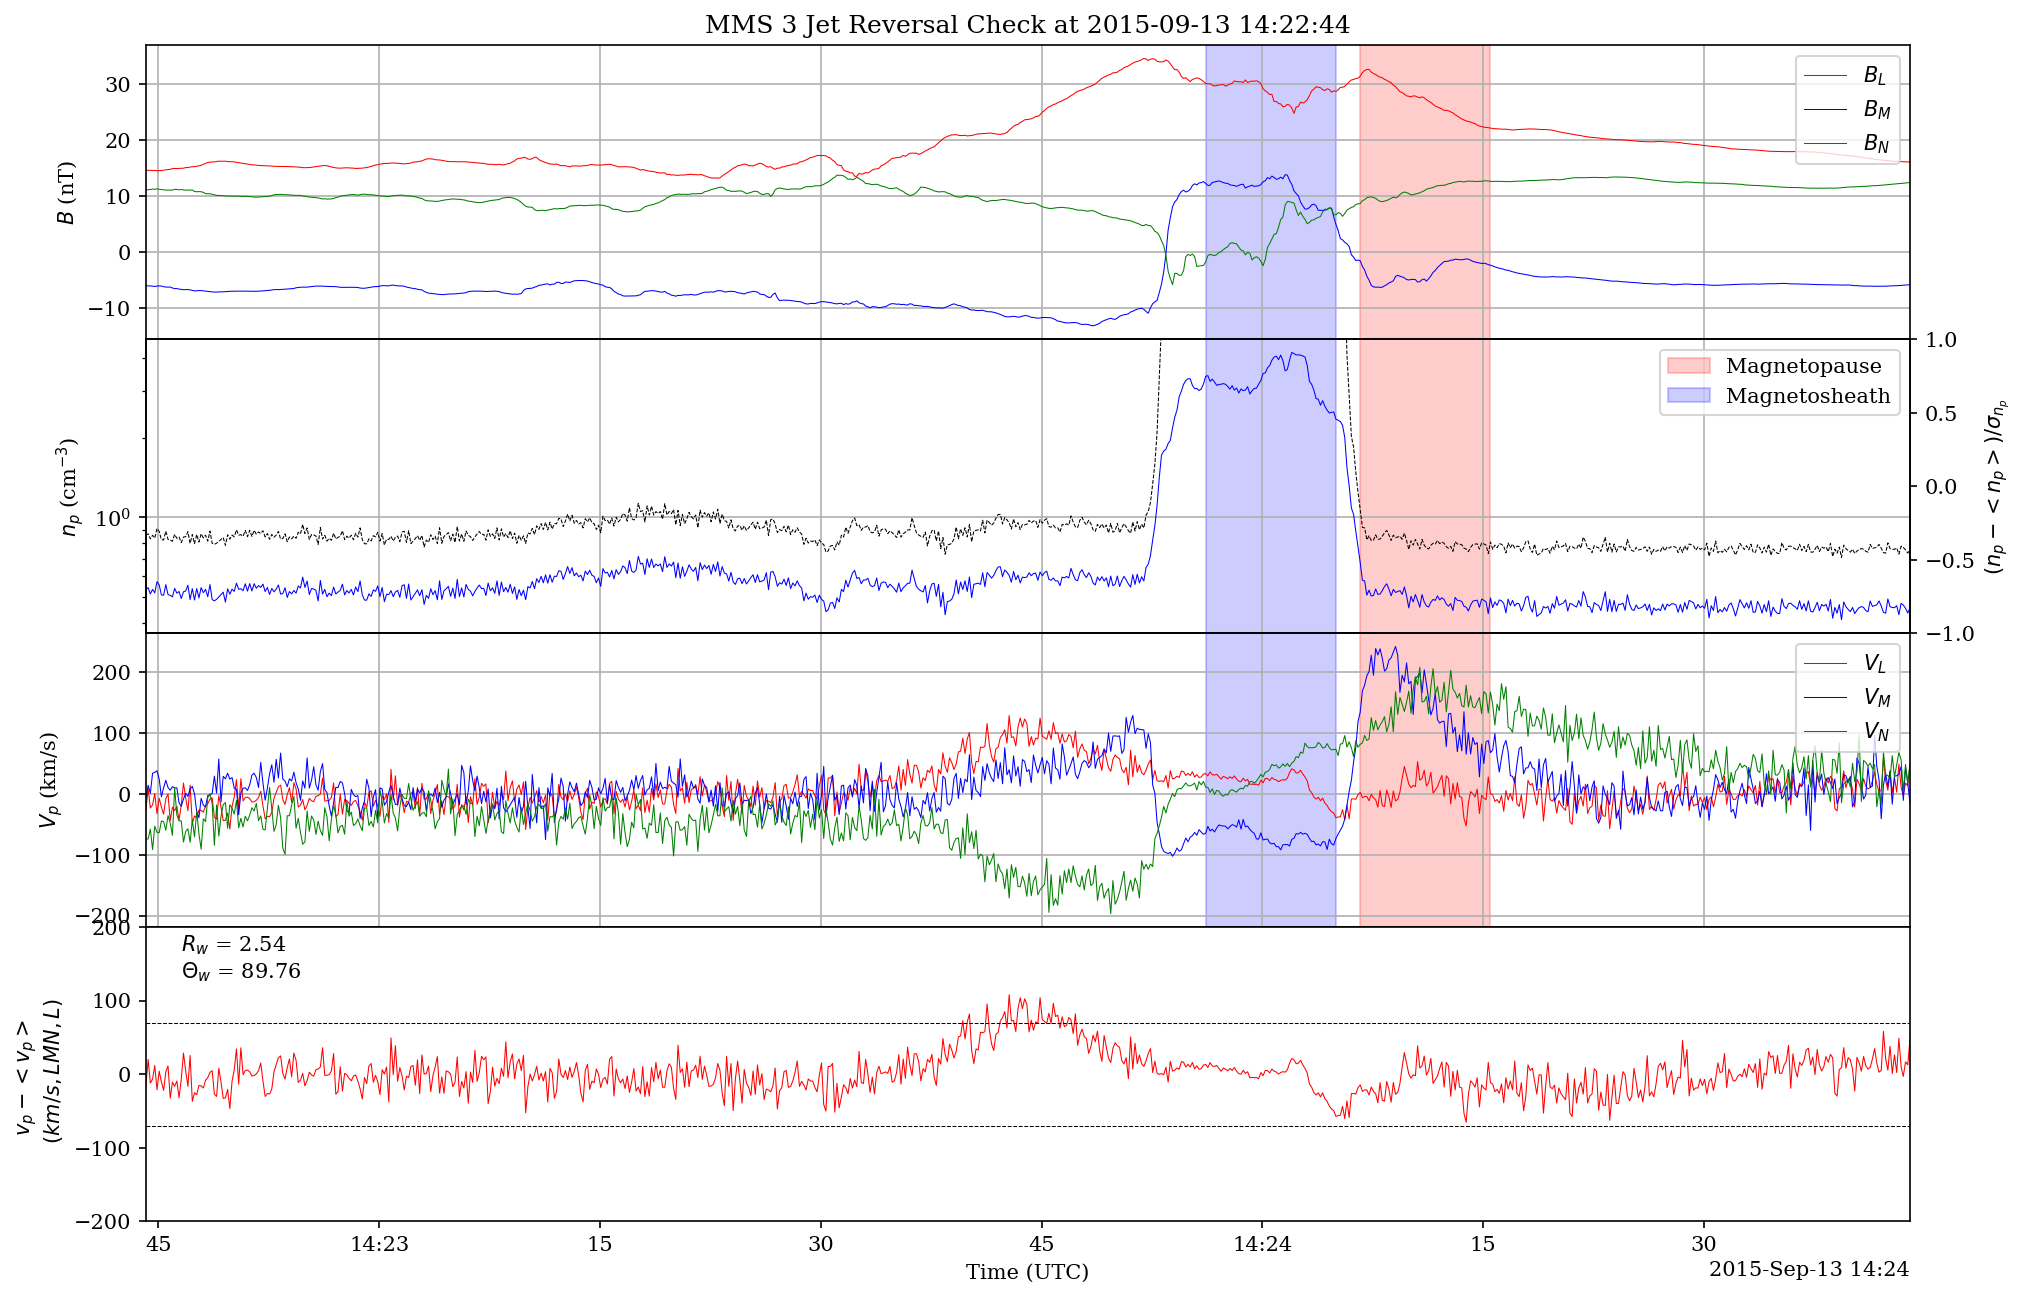 MMS 3 Jet Reversal Check at 2015-09-13 14:22:44
30
20
10
0
−10
B (nT)
B_L
B_M
B_N
10^0
n_p (cm^{−3})
Magnetopause
Magnetosheath
1.0
0.5
0.0
−0.5
−1.0
(n_p − < n_p >)/σ_{n_p}
200
100
0
−100
−200
V_p (km/s)
V_L
V_M
V_N
200
100
0
−100
−200
v_p − < v_p >
(km/s, LMN, L)
R_w = 2.54
Θ_w = 89.76
45 14:23 15 30 45 14:24 15 30
Time (UTC)
2015-Sep-13 14:24